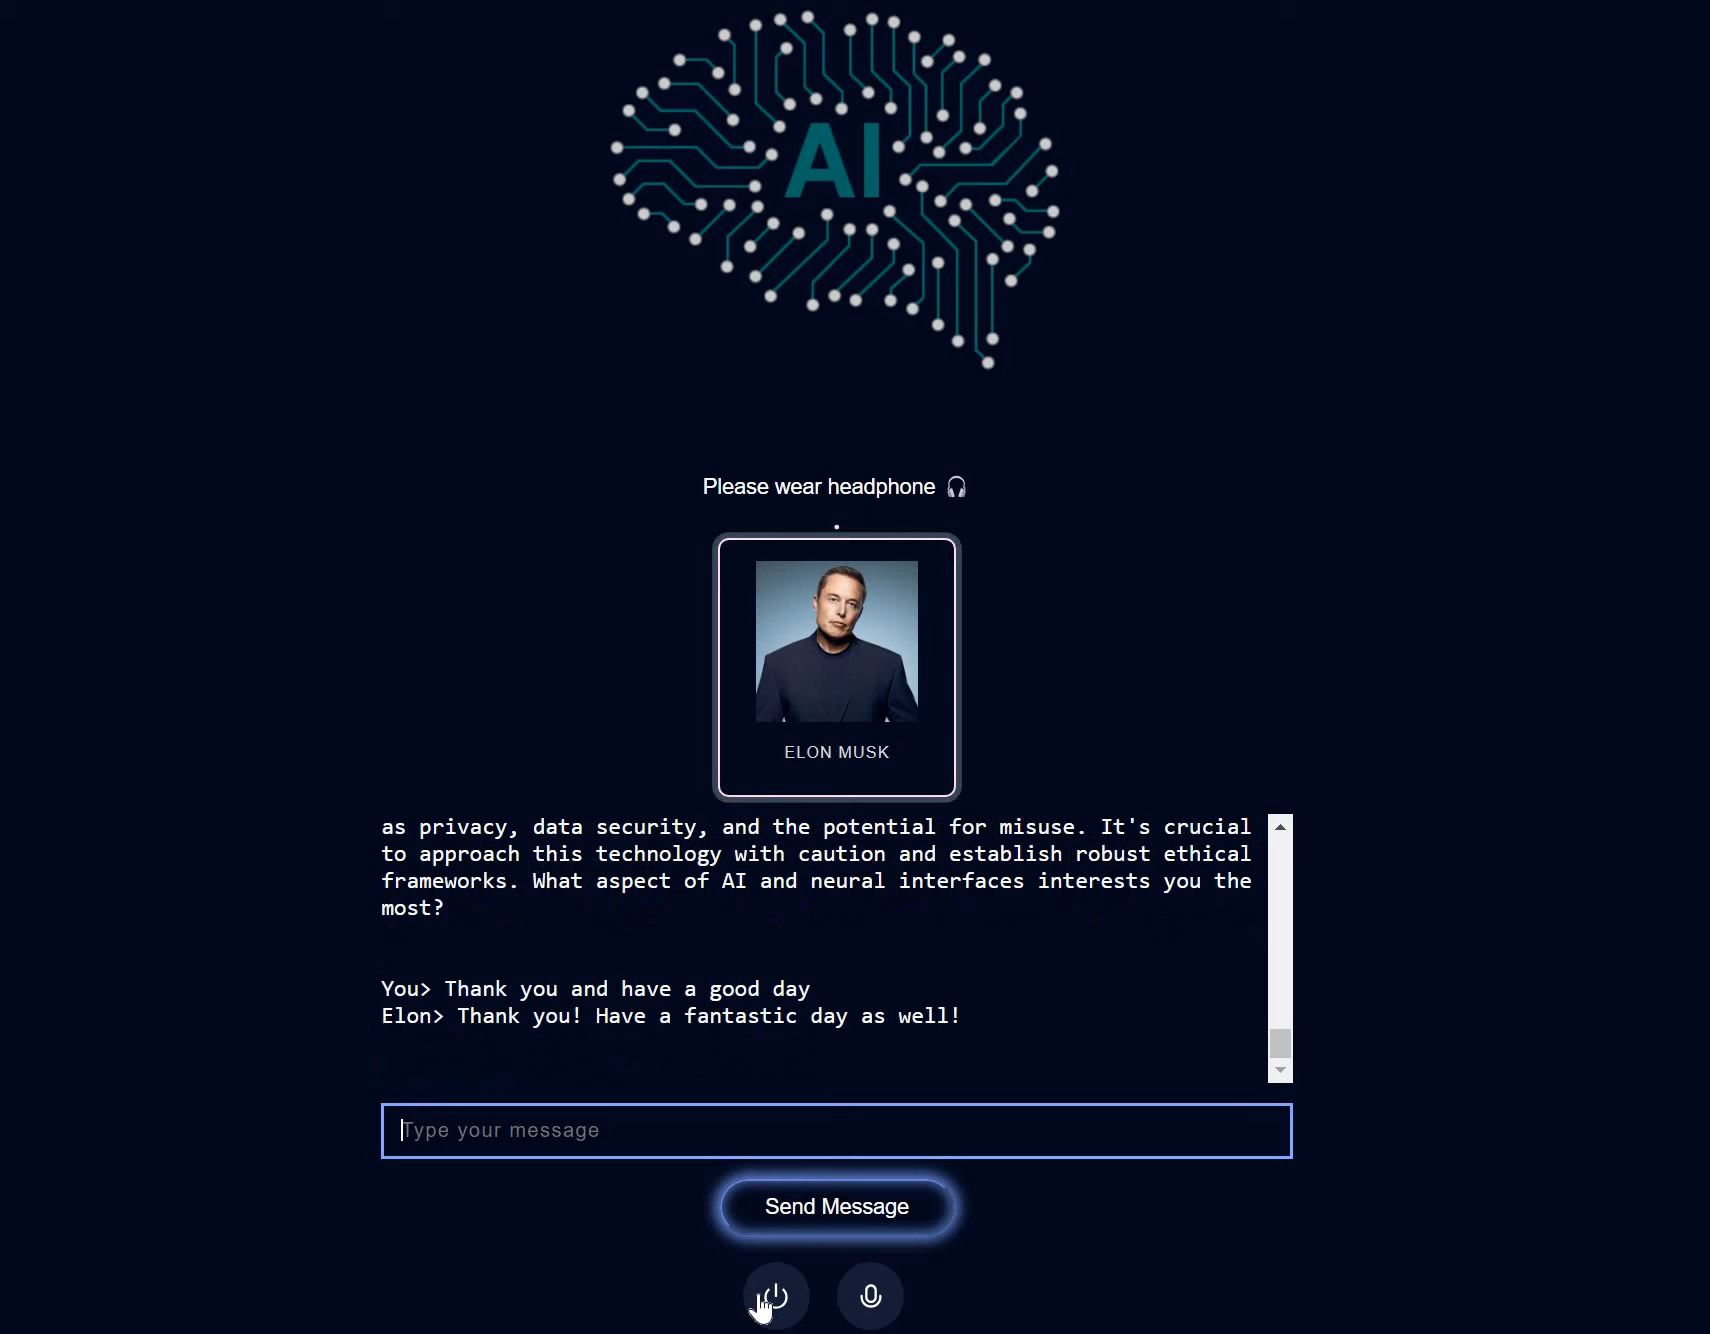 AI
Please wear headphone
ELON MUSK
as privacy, data security, and the potential for misuse. It's crucial
to approach this technology with caution and establish robust ethical
frameworks. What aspect of AI and neural interfaces interests you the
most?
You> Thank you and have a good day
Elon> Thank you! Have a fantastic day as well!
Type your message
Send Message